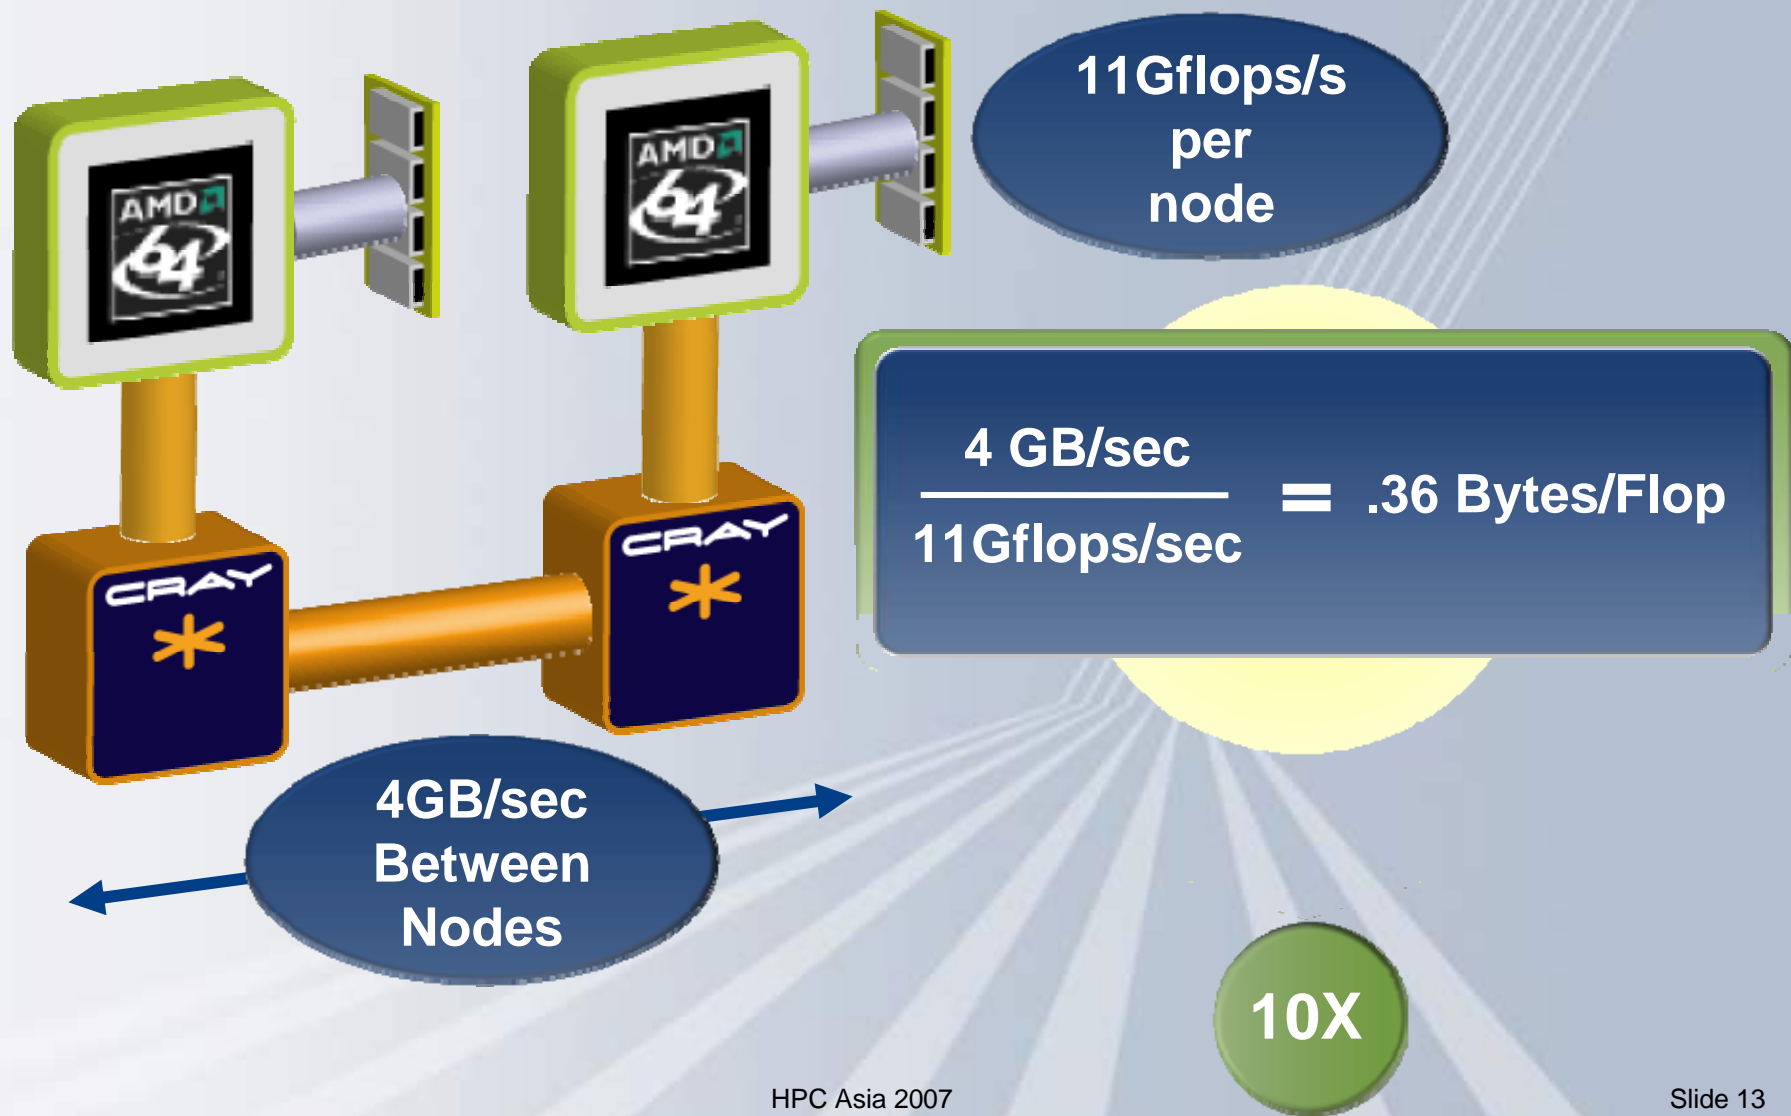 AMD
64
AMD
64
11Gflops/s
per
node
4 GB/sec
11Gflops/sec
= .36 Bytes/Flop
CRAY
CRAY
4GB/sec
Between
Nodes
10X
HPC Asia 2007
Slide 13